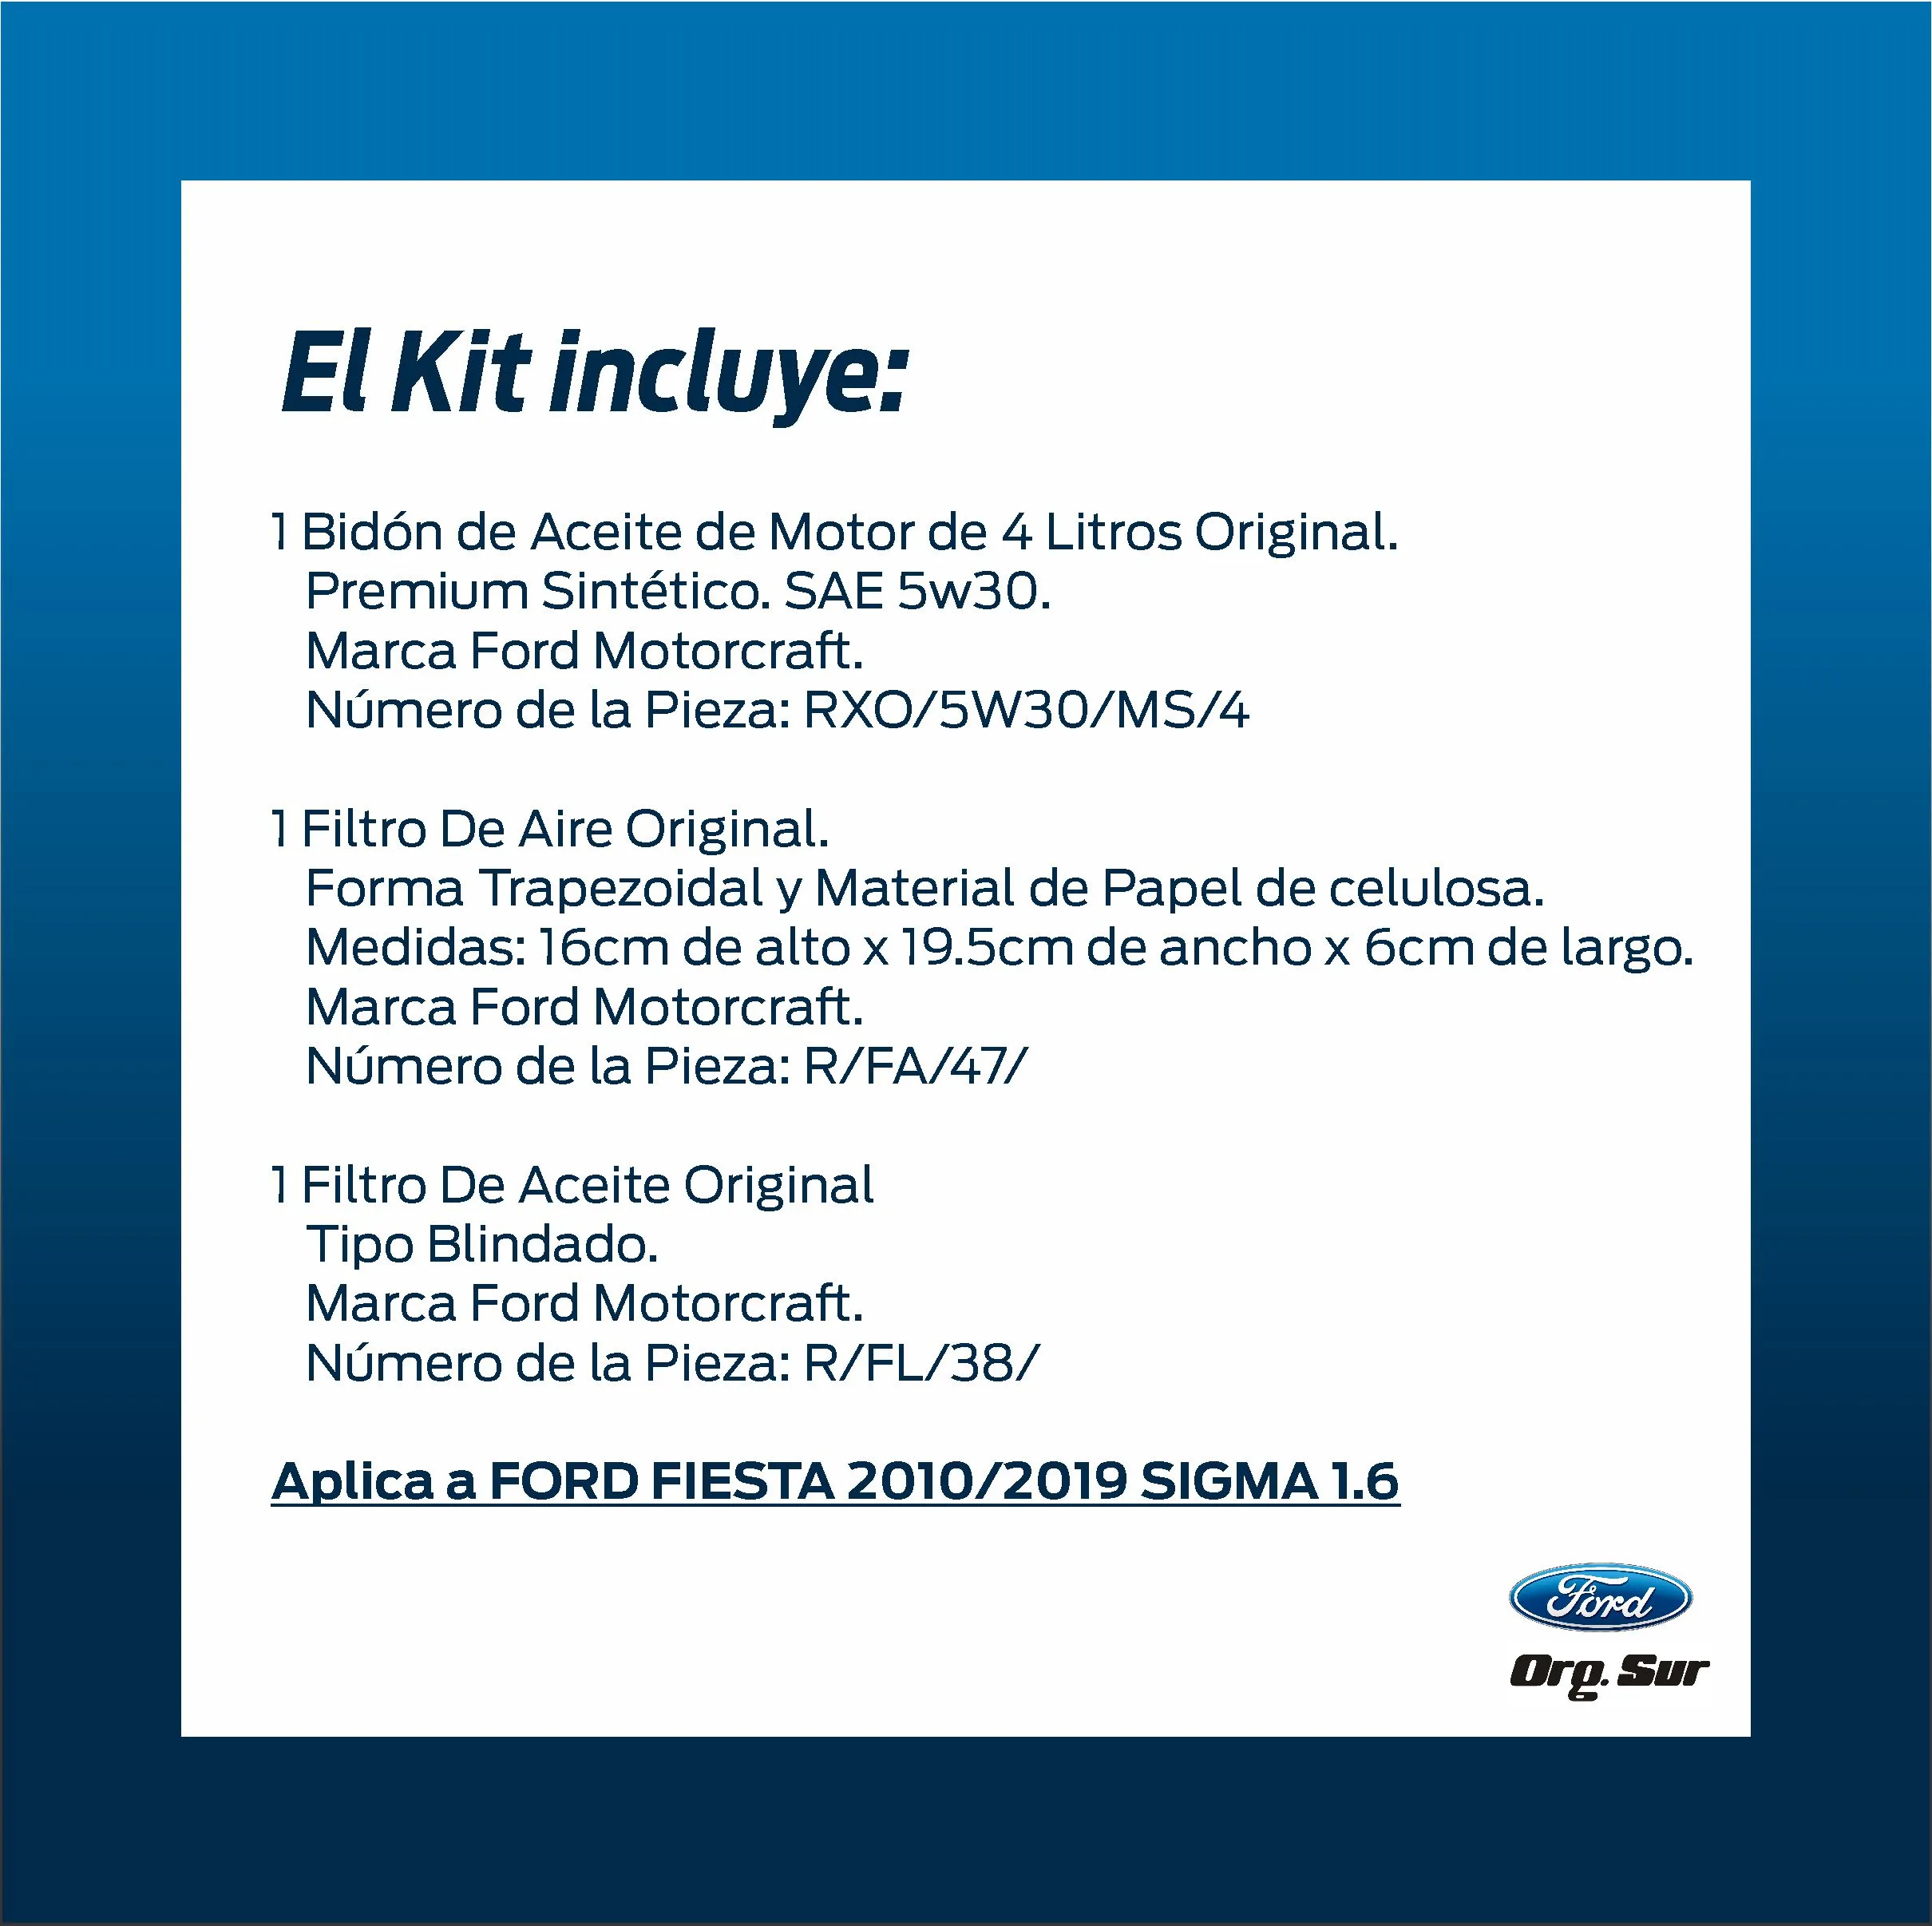 El Kit incluye:
1 Bidón de Aceite de Motor de 4 Litros Original.
Premium Sintético. SAE 5w30.
Marca Ford Motorcraft.
Número de la Pieza: RXO/5W30/MS/4
1 Filtro De Aire Original.
Forma Trapezoidal y Material de Papel de celulosa.
Medidas: 16cm de alto x 19.5cm de ancho x 6cm de largo.
Marca Ford Motorcraft.
Número de la Pieza: R/FA/47/
1 Filtro De Aceite Original
Tipo Blindado.
Marca Ford Motorcraft.
Número de la Pieza: R/FL/38/
Aplica a FORD FIESTA 2010/2019 SIGMA 1.6
Ford
Org. Sur